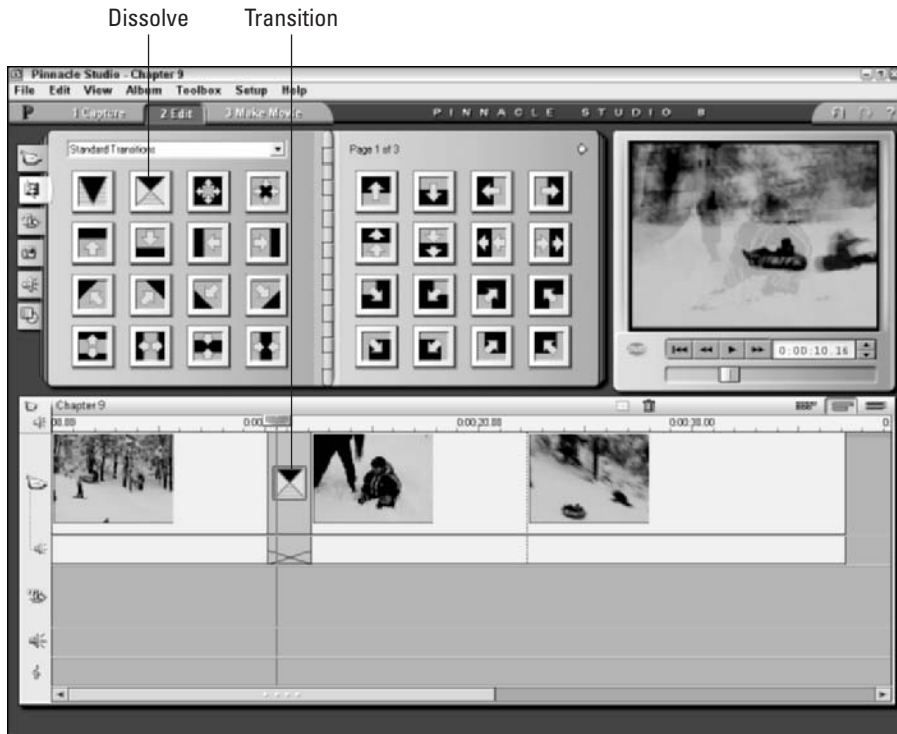 Dissolve Transition
Pinnacle Studio - Chapter 9
File Edit View Album Toolbox Setup Help
P 1 Capture 2 Edit 3 Make Movie PINNACLE STUDIO 8 ?
Standard Transitions Page 1 of 3
0:00:10.16
Chapter 9
0:00:20.00 0:00:30.00